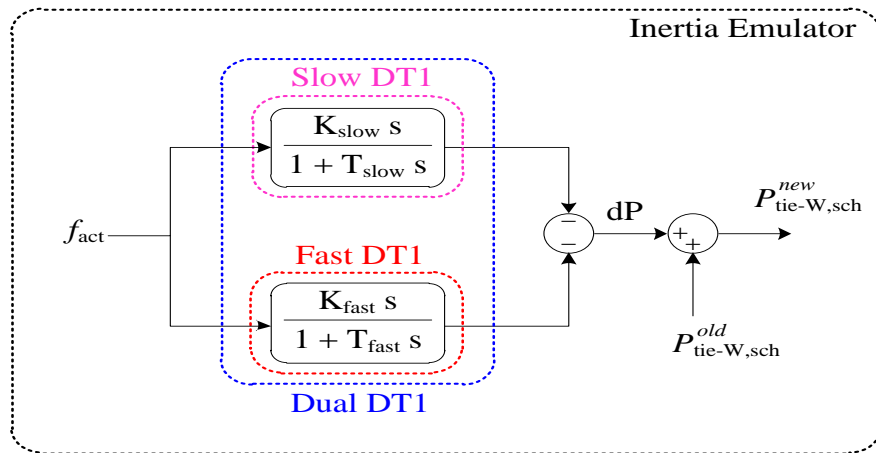 Inertia Emulator
Slow DT1
K_slow s
1 + T_slow s
f_act
Fast DT1
K_fast s
1 + T_fast s
Dual DT1
− −
dP
+ +
P^new_tie-W,sch
P^old_tie-W,sch